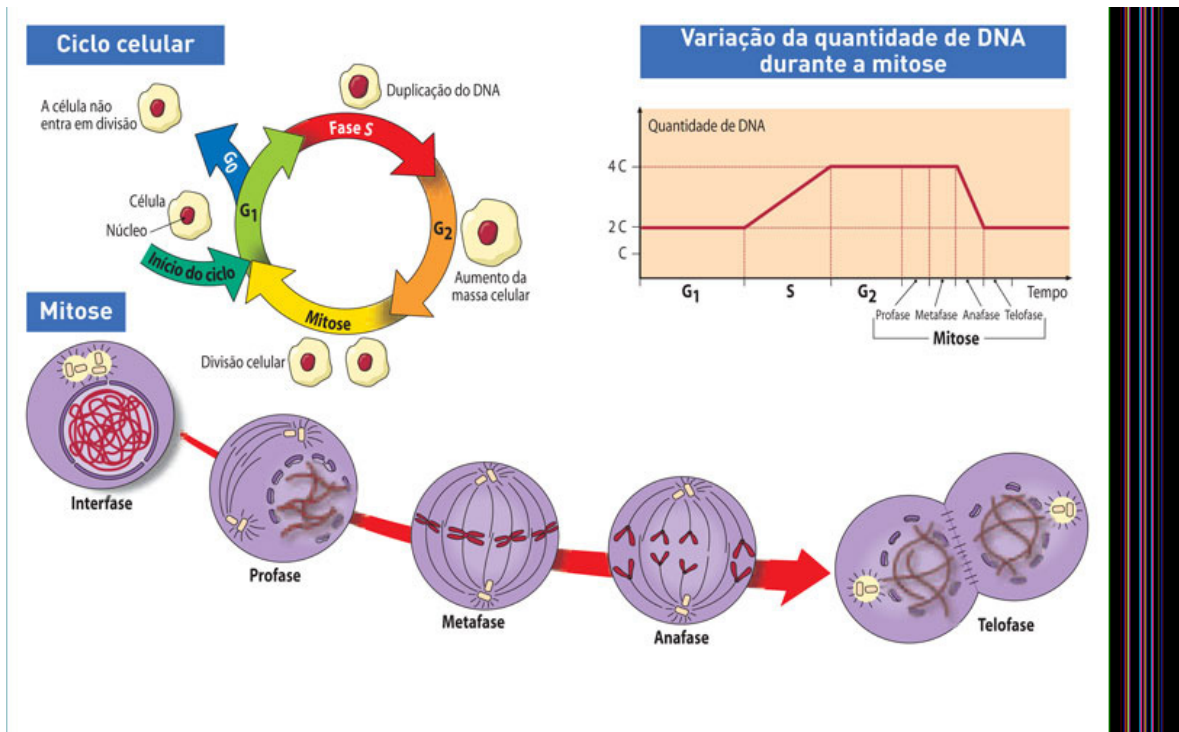 Ciclo celular
A célula não
entra em divisão
G0
G1
Fase S
Duplicação do DNA
G2
Aumento da
massa celular
Célula
Núcleo
Início do ciclo
Mitose
Divisão celular
Variação da quantidade de DNA
durante a mitose
Quantidade de DNA
4 C
2 C
C
G1 S G2 Tempo
Profase Metafase Anafase Telofase
Mitose
Mitose
Interfase
Profase
Metafase
Anafase
Telofase